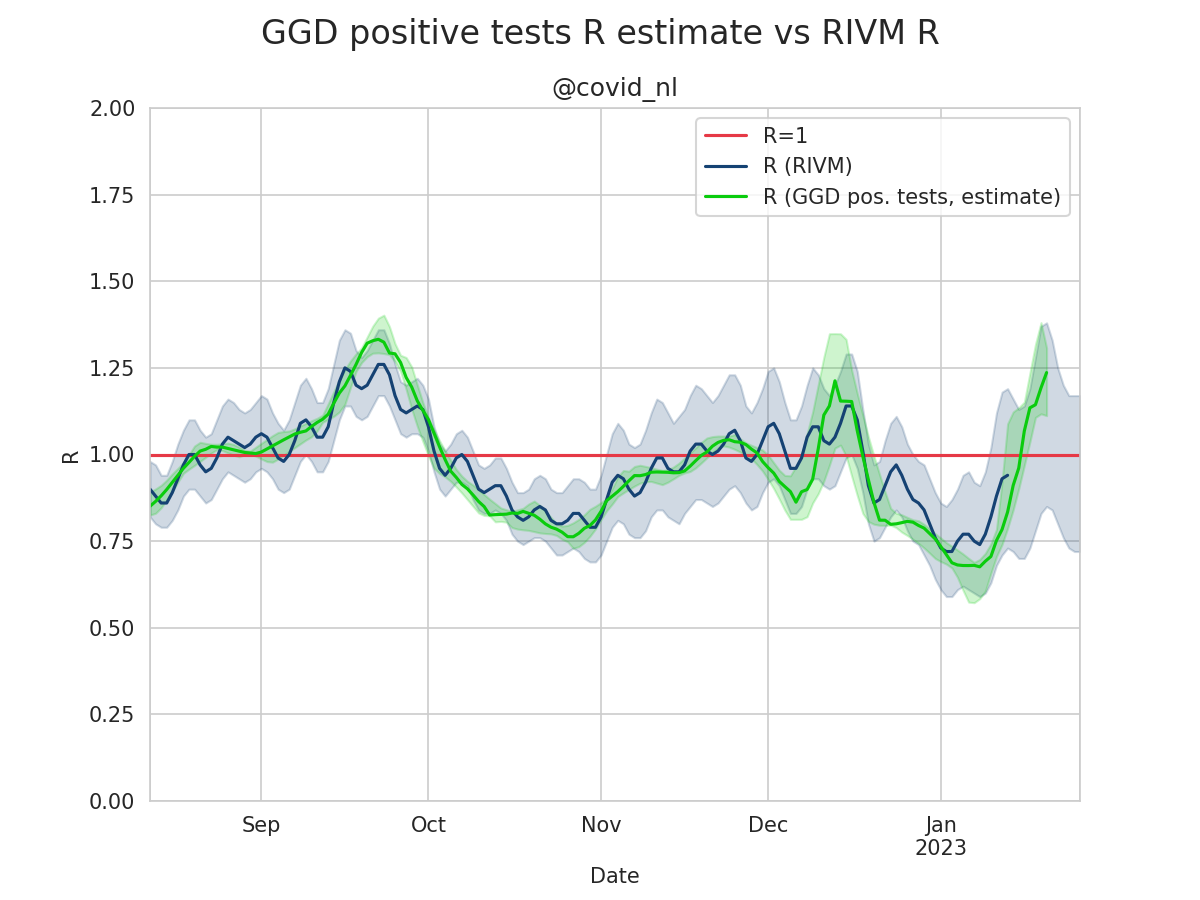 GGD positive tests R estimate vs RIVM R
@covid_nl
2.00
1.75
1.50
1.25
1.00
0.75
0.50
0.25
0.00
R
R=1
R (RIVM)
R (GGD pos. tests, estimate)
Sep Oct Nov Dec Jan
2023
Date